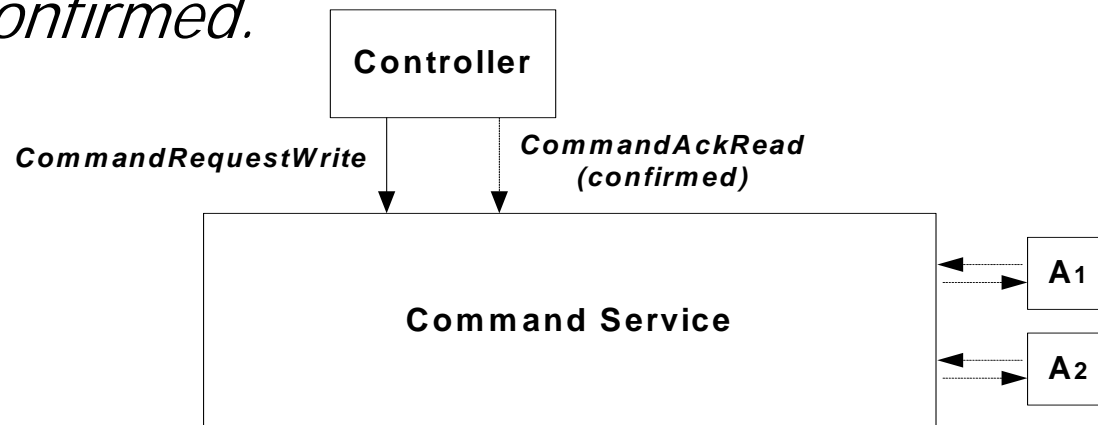 onfirmed.
Controller
CommandRequestWrite
CommandAckRead
(confirmed)
A1
Command Service
A2